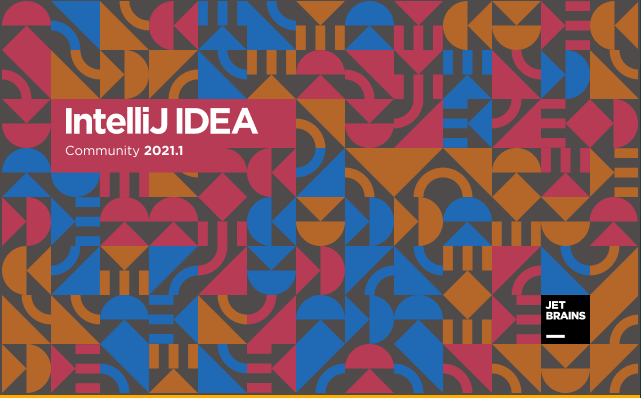 IntelliJ IDEA
Community 2021.1
JET
BRAINS